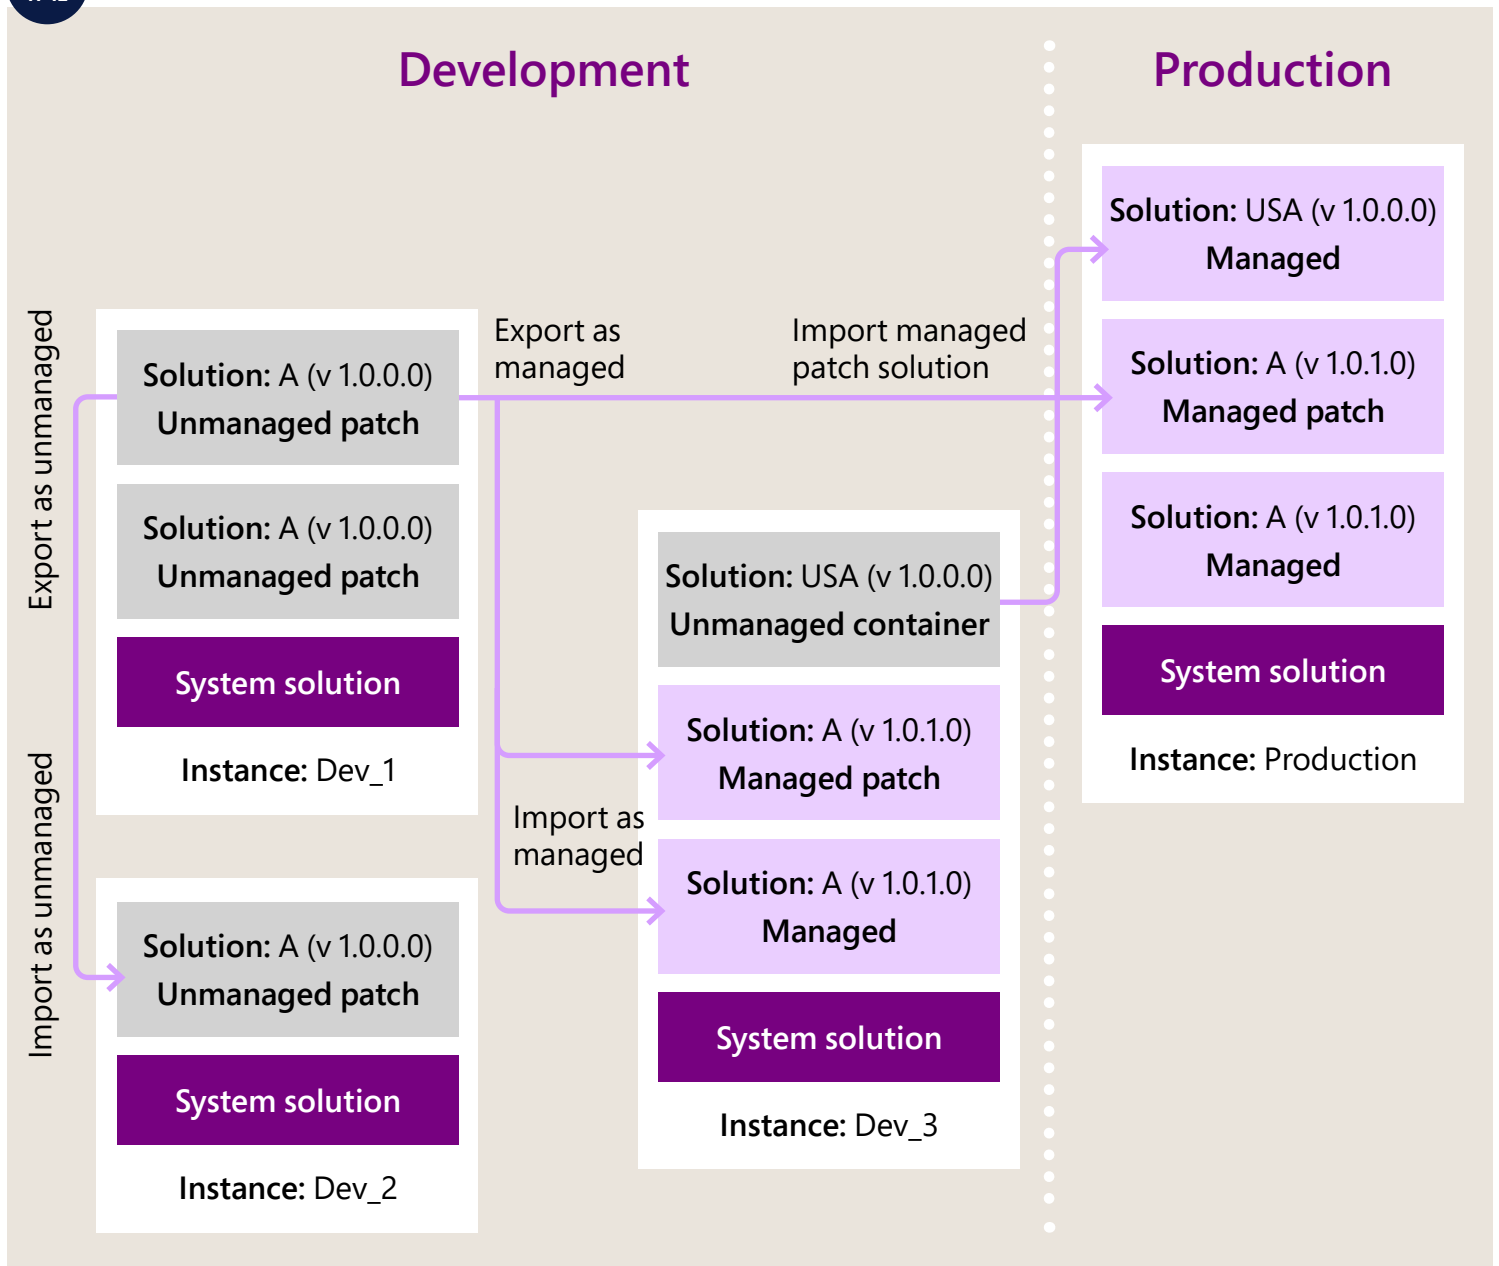 Development
Production
Export as unmanaged
Import as unmanaged
Solution: A (v 1.0.0.0)
Unmanaged patch
Solution: A (v 1.0.0.0)
Unmanaged patch
System solution
Instance: Dev_1
Solution: A (v 1.0.0.0)
Unmanaged patch
System solution
Instance: Dev_2
Export as
managed
Import managed
patch solution
Import as
managed
Solution: USA (v 1.0.0.0)
Unmanaged container
Solution: A (v 1.0.1.0)
Managed patch
Solution: A (v 1.0.1.0)
Managed
System solution
Instance: Dev_3
Solution: USA (v 1.0.0.0)
Managed
Solution: A (v 1.0.1.0)
Managed patch
Solution: A (v 1.0.1.0)
Managed
System solution
Instance: Production